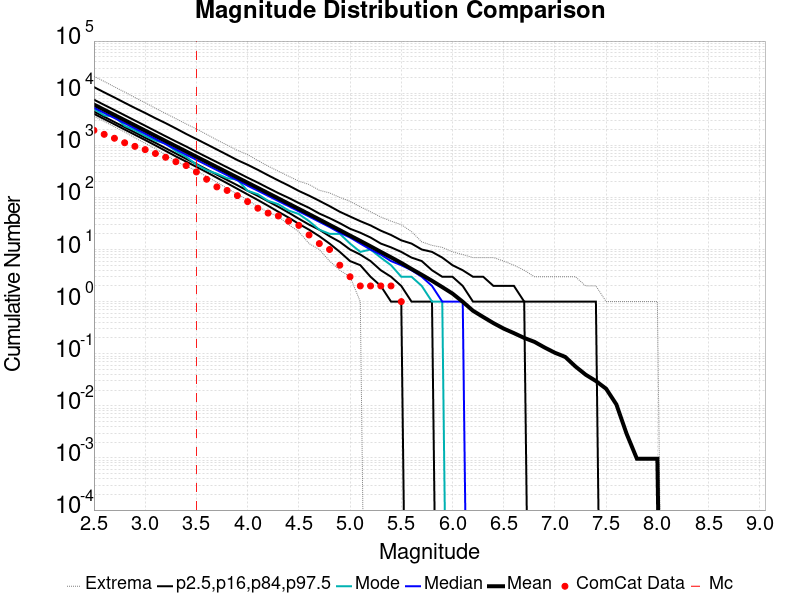 Magnitude Distribution Comparison
10^5
10^4
10^3
10^2
10^1
10^0
10^-1
10^-2
10^-3
10^-4
Cumulative Number
2.5 3.0 3.5 4.0 4.5 5.0 5.5 6.0 6.5 7.0 7.5 8.0 8.5 9.0
Magnitude
Extrema p2.5,p16,p84,p97.5 Mode Median Mean ComCat Data Mc